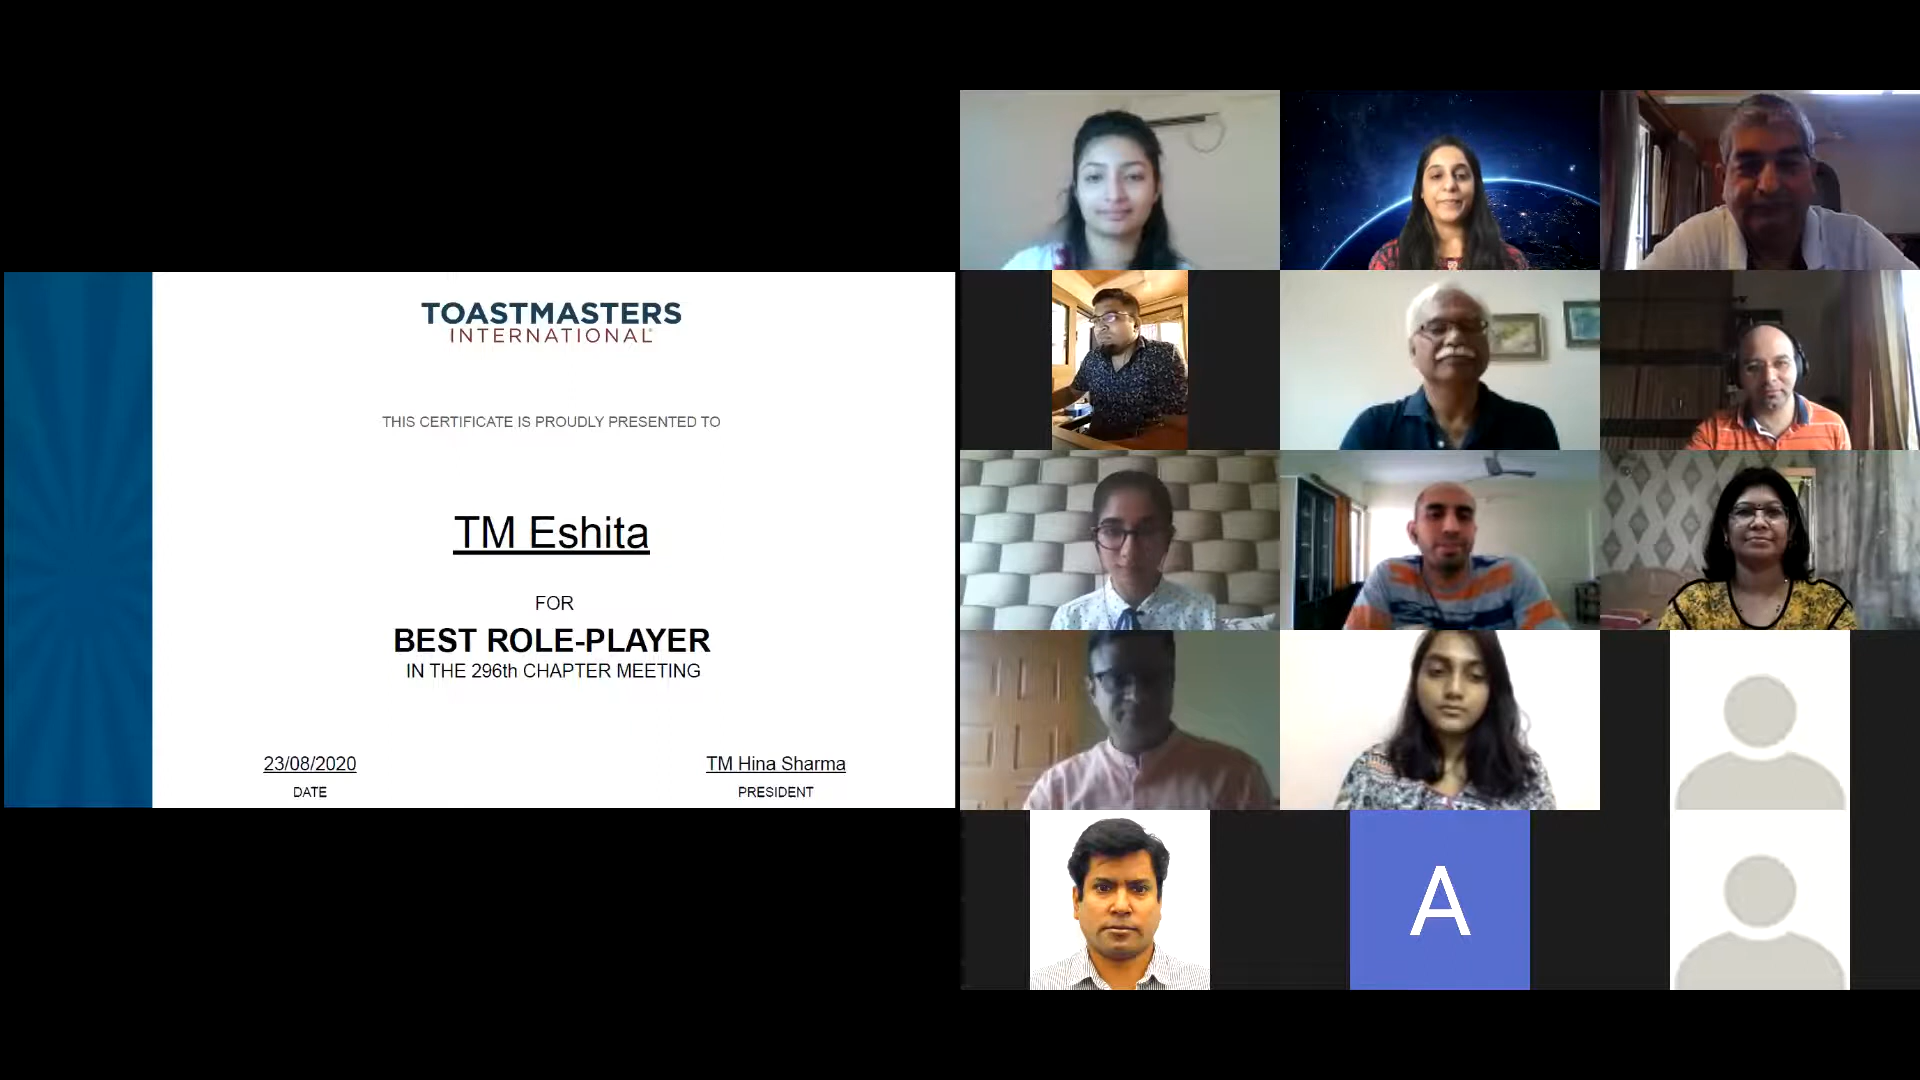 TOASTMASTERS
INTERNATIONAL
THIS CERTIFICATE IS PROUDLY PRESENTED TO
TM Eshita
FOR
BEST ROLE-PLAYER
IN THE 296th CHAPTER MEETING
23/08/2020
DATE
TM Hina Sharma
PRESIDENT
A